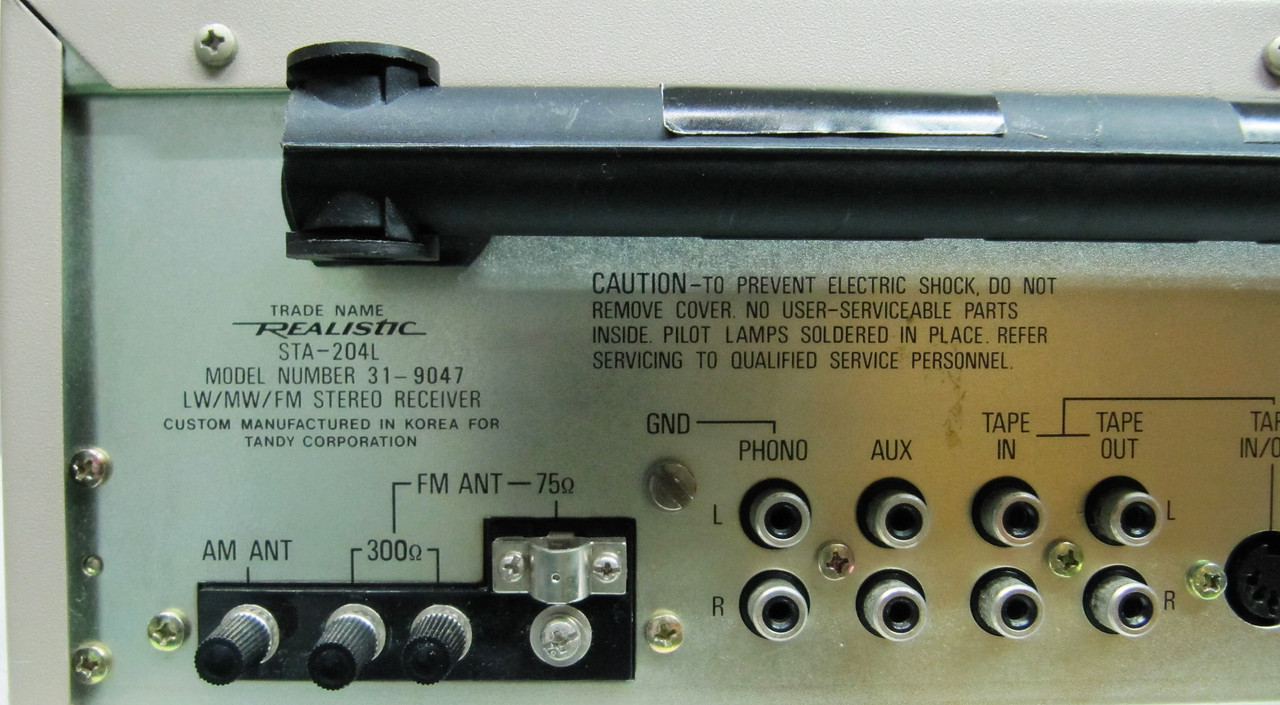 TRADE NAME
REALISTIC
STA-204L
MODEL NUMBER 31-9047
LW/MW/FM STEREO RECEIVER
CUSTOM MANUFACTURED IN KOREA FOR
TANDY CORPORATION
CAUTION-TO PREVENT ELECTRIC SHOCK, DO NOT
REMOVE COVER. NO USER-SERVICEABLE PARTS
INSIDE. PILOT LAMPS SOLDERED IN PLACE. REFER
SERVICING TO QUALIFIED SERVICE PERSONNEL.
GND
PHONO
AUX
TAPE
IN
TAPE
OUT
IN/
L
L
R
R
FM ANT-75Ω
AM ANT
300Ω